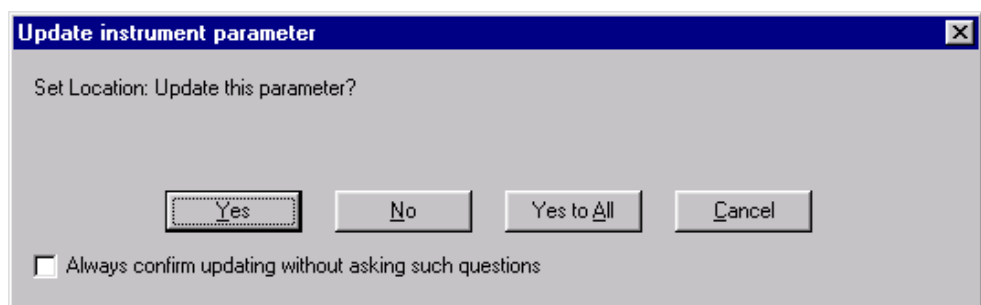 Update instrument parameter
Set Location: Update this parameter?
Yes No Yes to All Cancel
Always confirm updating without asking such questions